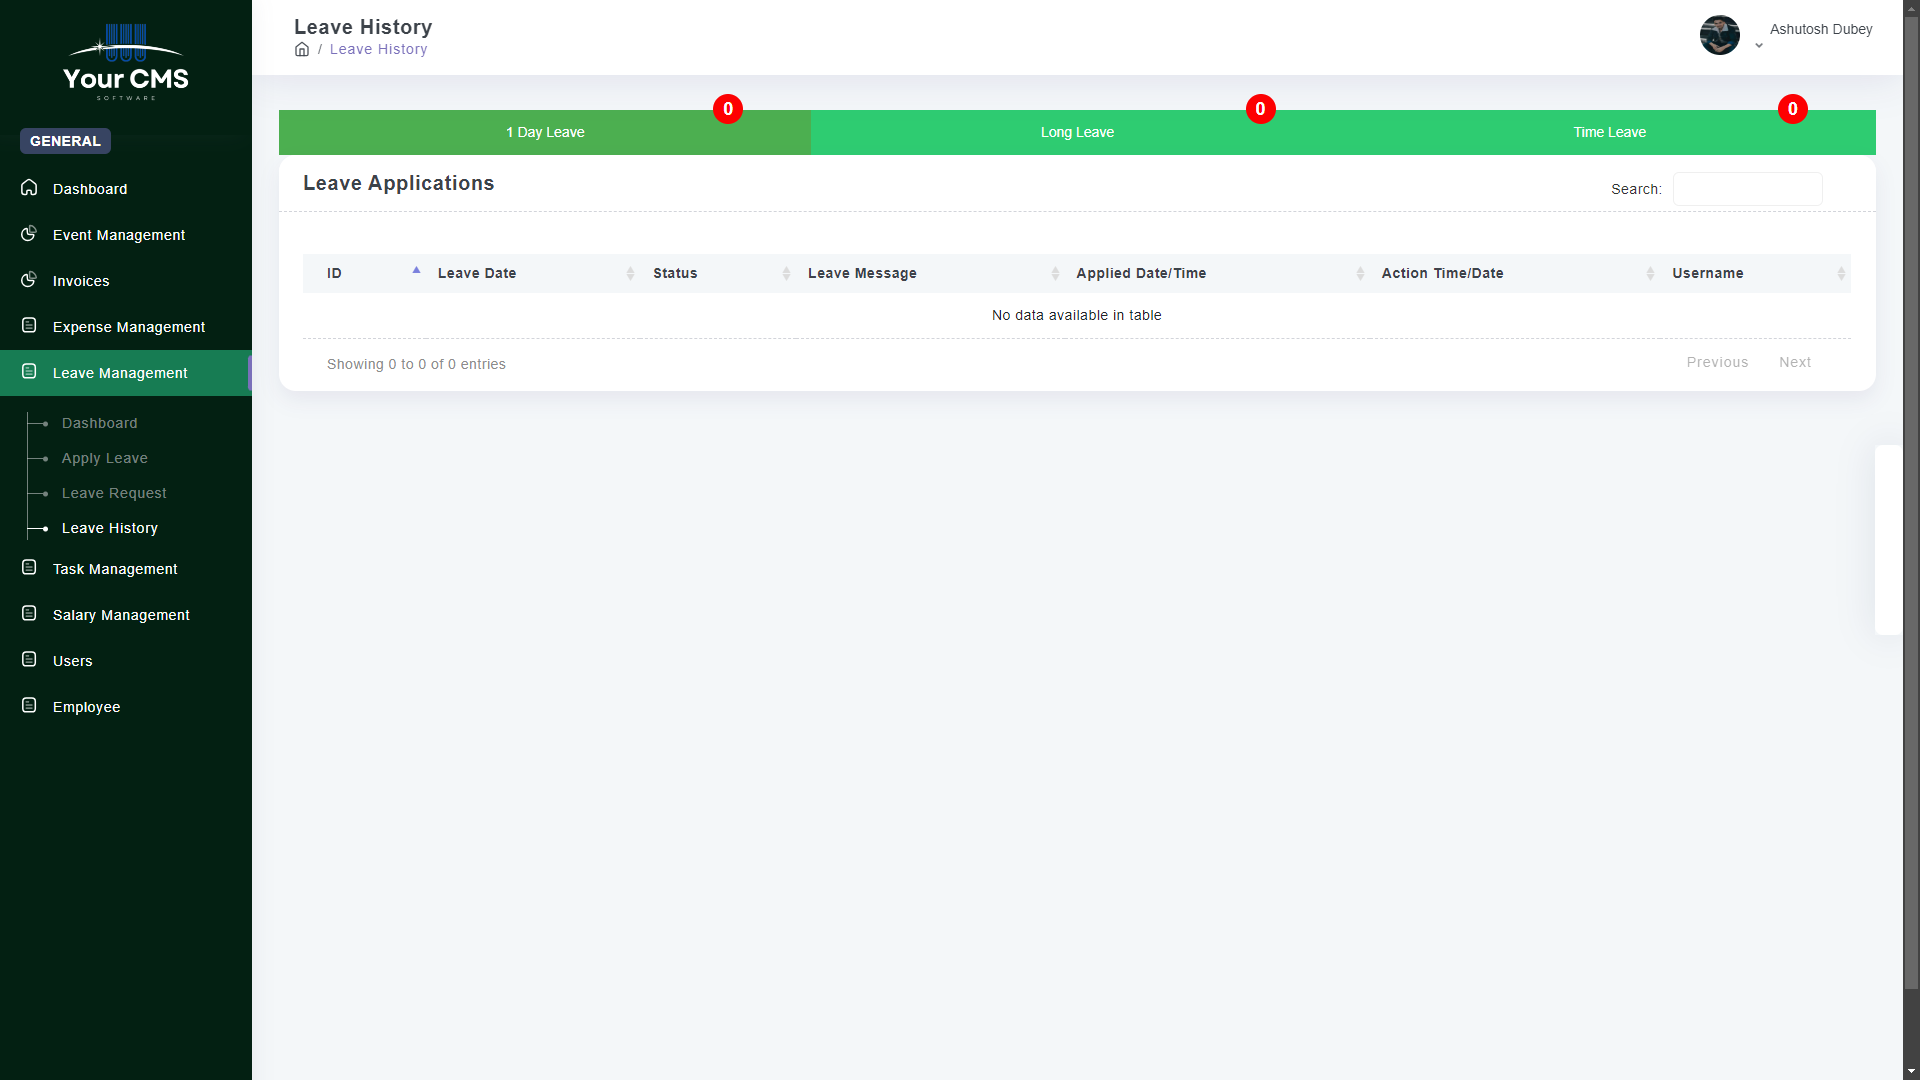 Your CMS
SOFTWARE
GENERAL
Dashboard
Event Management
Invoices
Expense Management
Leave Management
Dashboard
Apply Leave
Leave Request
Leave History
Task Management
Salary Management
Users
Employee
Leave History
/ Leave History
Ashutosh Dubey
1 Day Leave 0
Long Leave 0
Time Leave 0
Leave Applications
Search:
ID Leave Date Status Leave Message Applied Date/Time Action Time/Date Username
No data available in table
Showing 0 to 0 of 0 entries
Previous Next